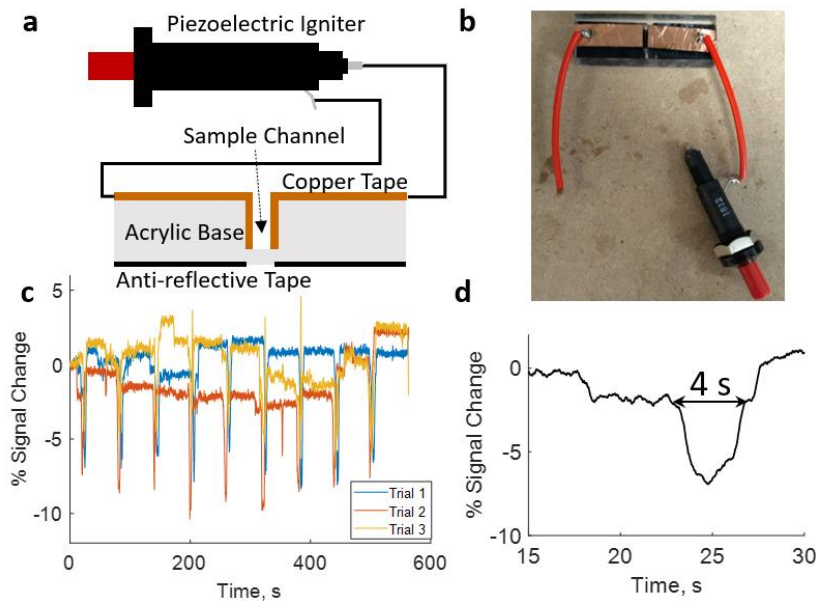 a
Piezoelectric Igniter
Sample Channel
Copper Tape
Acrylic Base
Anti-reflective Tape
b
c
5
0
-5
-10
% Signal Change
0
200
400
600
Time, s
Trial 1
Trial 2
Trial 3
d
0
-5
-10
% Signal Change
4 s
15
20
25
30
Time, s